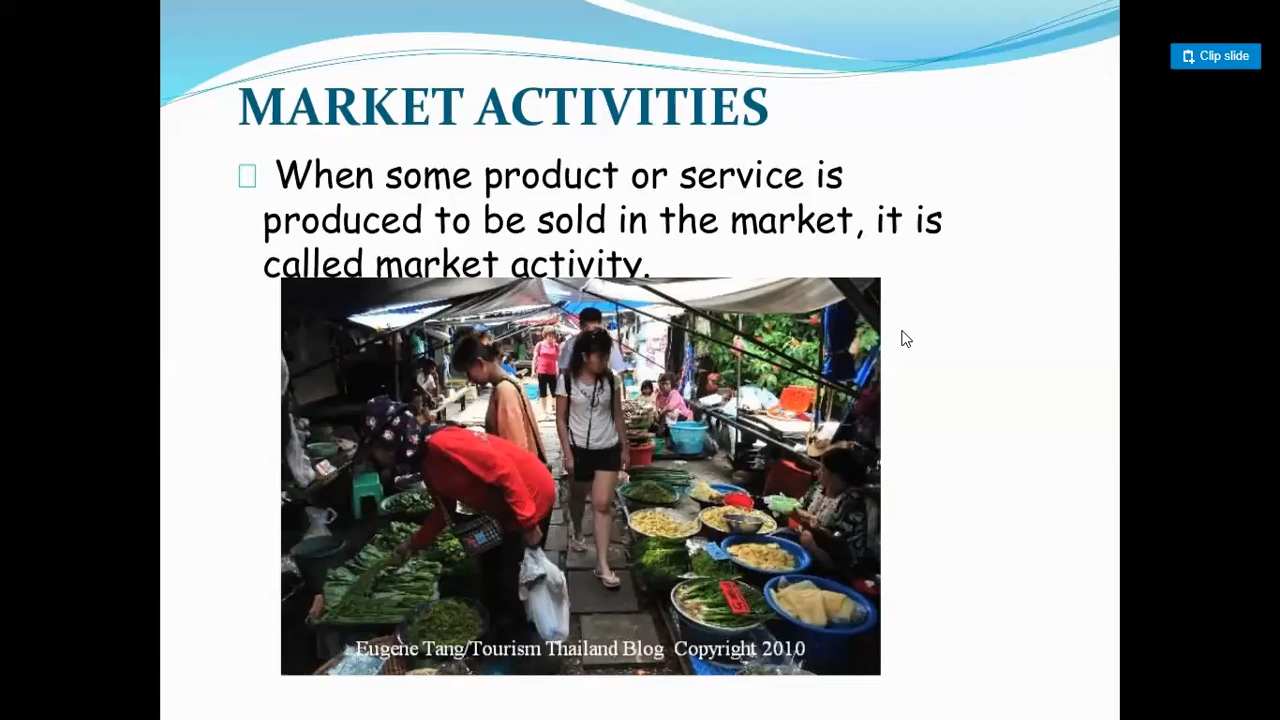 Clip slide
MARKET ACTIVITIES
When some product or service is
produced to be sold in the market, it is
called market activity.
Eugene Tang/Tourism Thailand Blog Copyright 2010